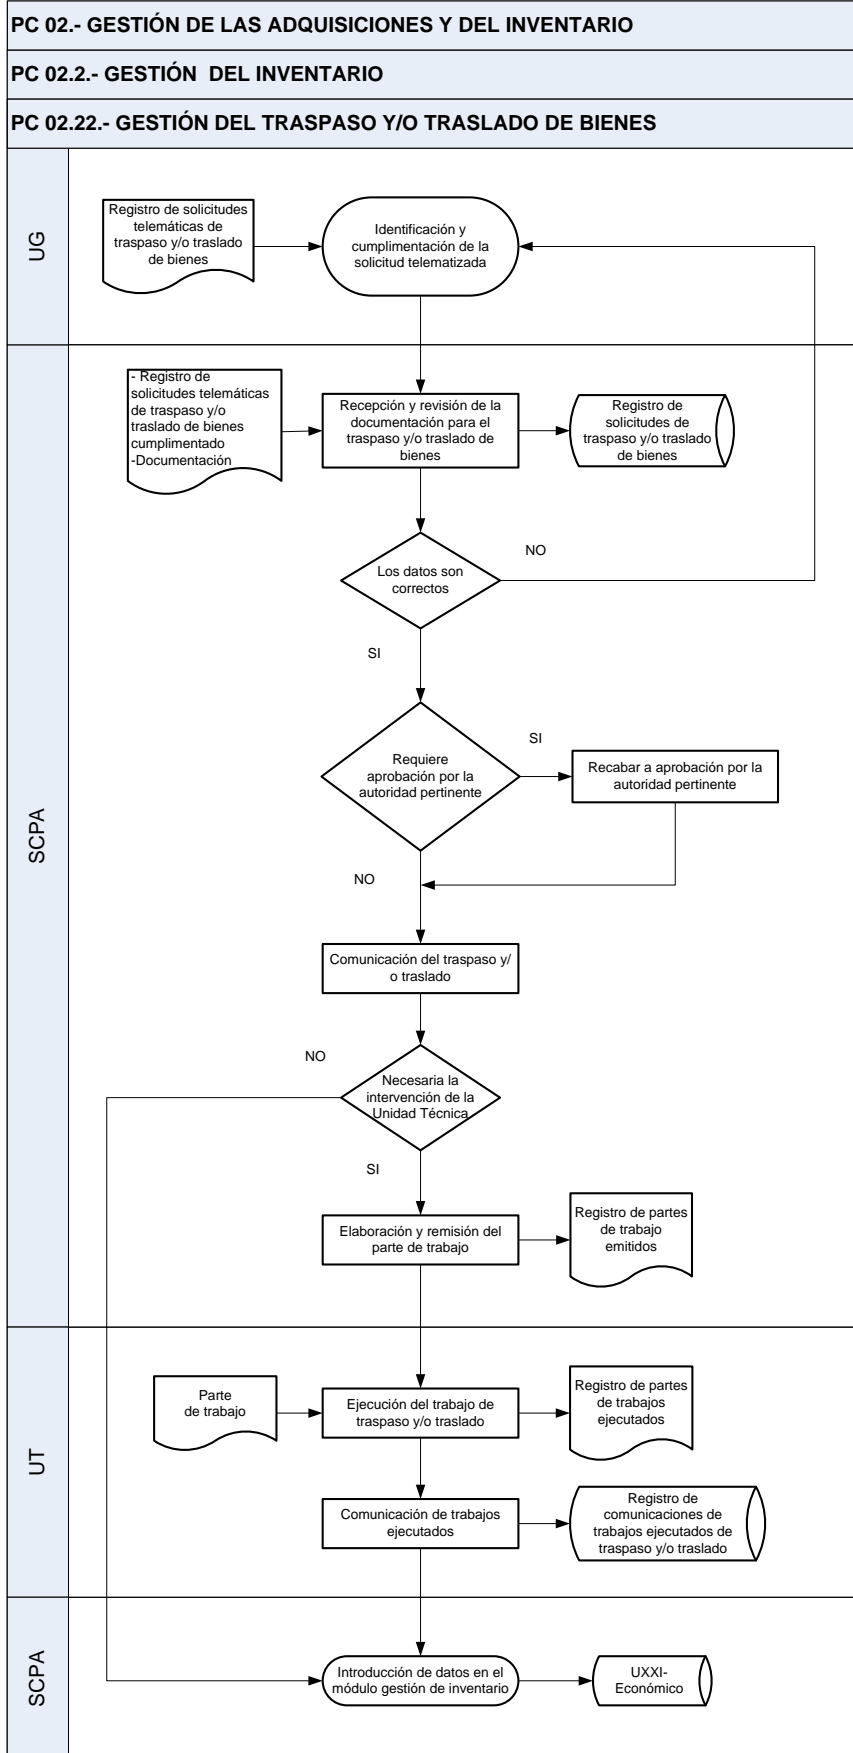 PC 02.- GESTIÓN DE LAS ADQUISICIONES Y DEL INVENTARIO
PC 02.2.- GESTIÓN  DEL INVENTARIO
PC 02.22.- GESTIÓN DEL TRASPASO Y/O TRASLADO DE BIENES
UG
Registro de solicitudes
telemáticas de
traspaso y/o traslado
de bienes
Identificación y
cumplimentación de la
solicitud telematizada
SCPA
- Registro de
solicitudes telemáticas
de traspaso y/o
traslado de bienes
cumplimentado
-Documentación
Recepción y revisión de la
documentación para el
traspaso y/o traslado de
bienes
Registro de
solicitudes de
traspaso y/o traslado
de bienes
Los datos son
correctos
NO
SI
Requiere
aprobación por la
autoridad pertinente
SI
Recabar a aprobación por la
autoridad pertinente
NO
Comunicación del traspaso y/
o traslado
NO
Necesaria la
intervención de la
Unidad Técnica
SI
Elaboración y remisión del
parte de trabajo
Registro de partes
de trabajo
emitidos
UT
Parte
de trabajo
Ejecución del trabajo de
traspaso y/o traslado
Registro de partes
de trabajos
ejecutados
Comunicación de trabajos
ejecutados
Registro de
comunicaciones de
trabajos ejecutados de
traspaso y/o traslado
SCPA
Introducción de datos en el
módulo gestión de inventario
UXXI-
Económico